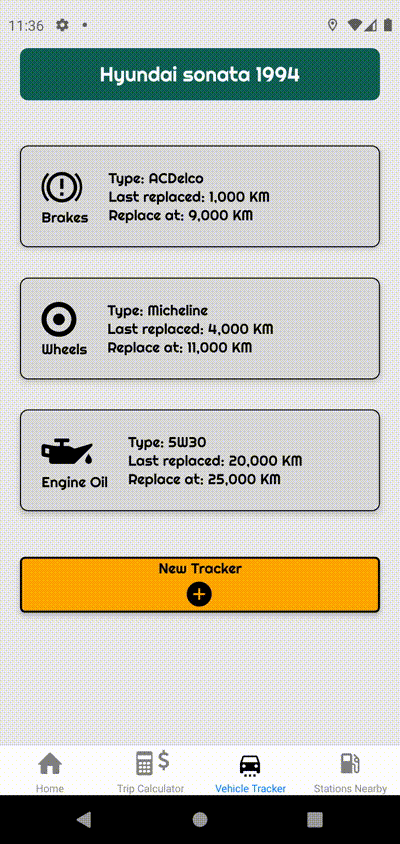 11:36
Hyundai sonata 1994
Type: ACDelco
Last replaced: 1,000 KM
Replace at: 9,000 KM
Brakes
Type: Micheline
Last replaced: 4,000 KM
Replace at: 11,000 KM
Wheels
Type: 5W30
Last replaced: 20,000 KM
Replace at: 25,000 KM
Engine Oil
New Tracker
Home
Trip Calculator
Vehicle Tracker
Stations Nearby